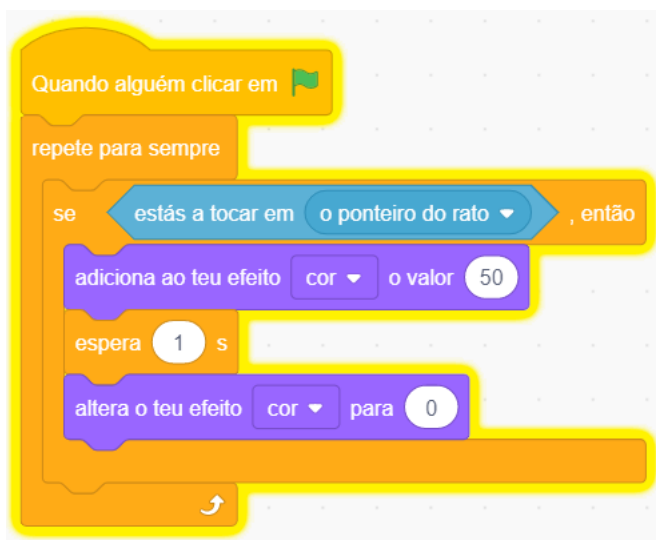 Quando alguém clicar em
repete para sempre
se estás a tocar em o ponteiro do rato , então
adiciona ao teu efeito cor o valor 50
espera 1 s
altera o teu efeito cor para 0